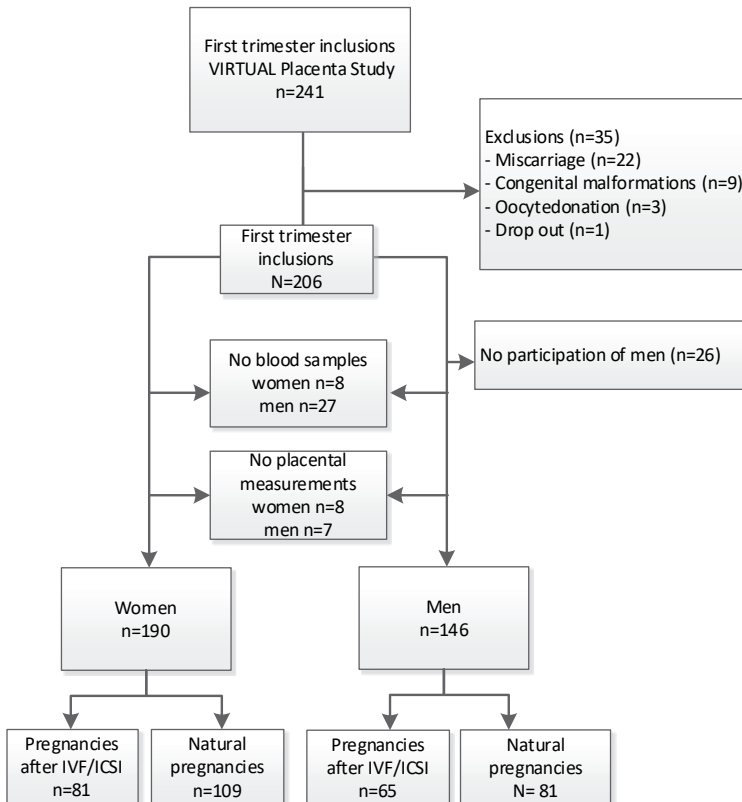 First trimester inclusions
VIRTUAL Placenta Study
n=241
Exclusions (n=35)
- Miscarriage (n=22)
- Congenital malformations (n=9)
- Oocytedonation (n=3)
- Drop out (n=1)
First trimester
inclusions
N=206
No participation of men (n=26)
No blood samples
women n=8
men n=27
No placental
measurements
women n=8
men n=7
Women
n=190
Men
n=146
Pregnancies
after IVF/ICSI
n=81
Natural
pregnancies
n=109
Pregnancies
after IVF/ICSI
n=65
Natural
pregnancies
N= 81